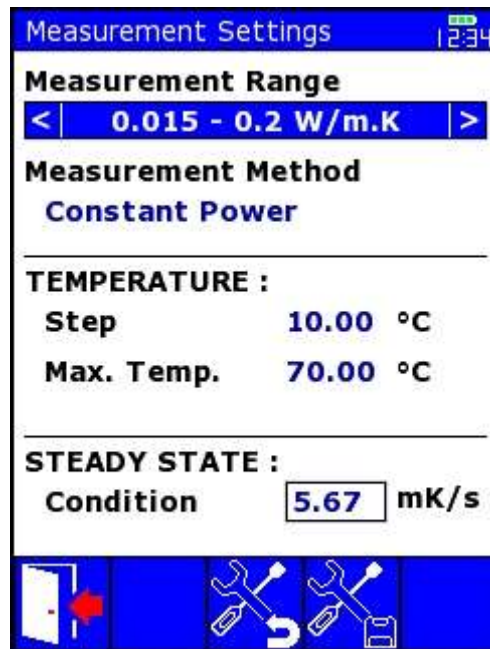 Measurement Settings 12:34
Measurement Range
< 0.015 - 0.2 W/m.K >
Measurement Method
Constant Power
TEMPERATURE :
Step 10.00 °C
Max. Temp. 70.00 °C
STEADY STATE :
Condition 5.67 mK/s